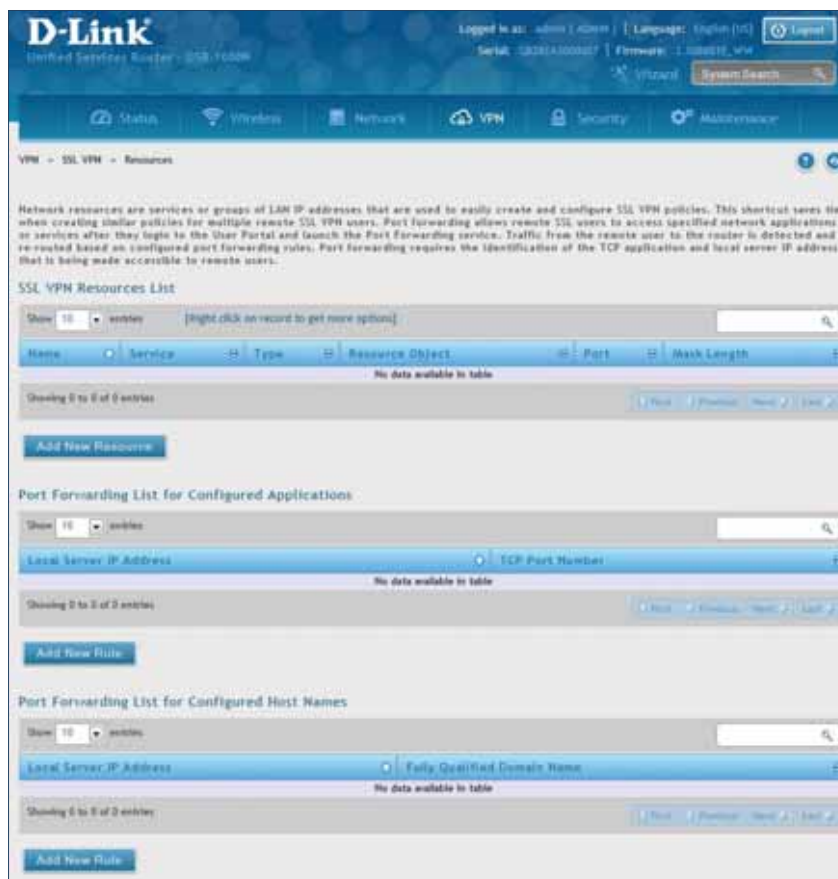 D-Link
Logged in as: admin ( ADMIN ) | Language: English [US]
Logout
Unified Services Router -
Serial: | Firmware:
Wizard
System Search
Status
Wireless
Network
VPN
Security
Maintenance
VPN » SSL VPN » Resources
Network resources are services or groups of LAN IP addresses that are used to easily create and configure SSL VPN policies. This shortcut saves
when creating similar policies for multiple remote SSL VPN users. Port forwarding allows remote SSL users to access specified network applications
or services after they login to the User Portal and launch the Port Forwarding service. Traffic from the remote user to the router is detected and
re-routed based on configured port forwarding rules. Port forwarding requires the identification of the TCP application and local server IP address
that is being made accessible to remote users.
SSL VPN Resources List
Show 10 entries [Right click on record to get more options]
Name Service Type Resource Object Port Mask Length
No data available in table
Showing 0 to 0 of 0 entries
First Previous Next Last
Add New Resource
Port Forwarding List for Configured Applications
Show 10 entries
Local Server IP Address TCP Port Number
No data available in table
Showing 0 to 0 of 0 entries
First Previous Next Last
Add New Rule
Port Forwarding List for Configured Host Names
Show 10 entries
Local Server IP Address Fully Qualified Domain Name
No data available in table
Showing 0 to 0 of 0 entries
First Previous Next Last
Add New Rule